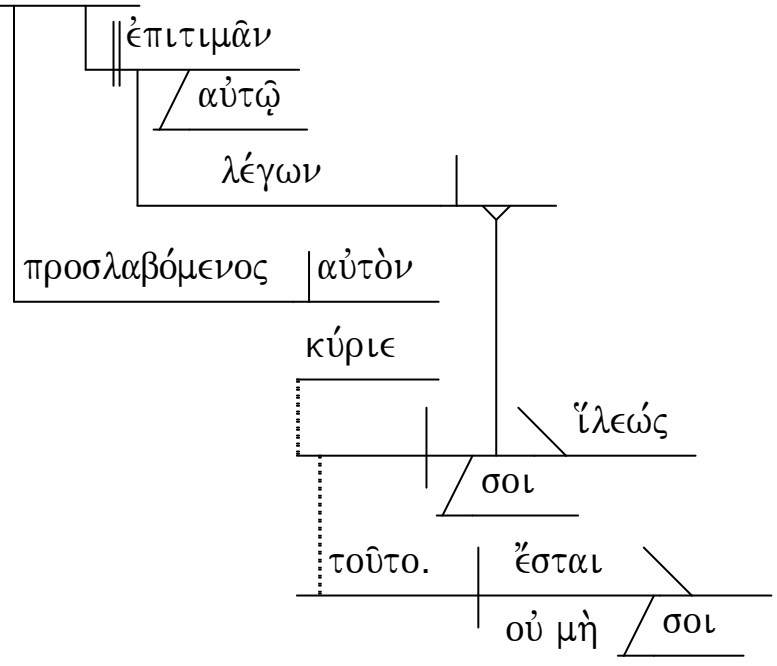 ἐπιτιμᾶν
αὐτῷ
λέγων
προσλαβόμενος αὐτὸν
κύριε
ἵλεώς
σοι
τοῦτο. ἔσται
οὐ μὴ σοι